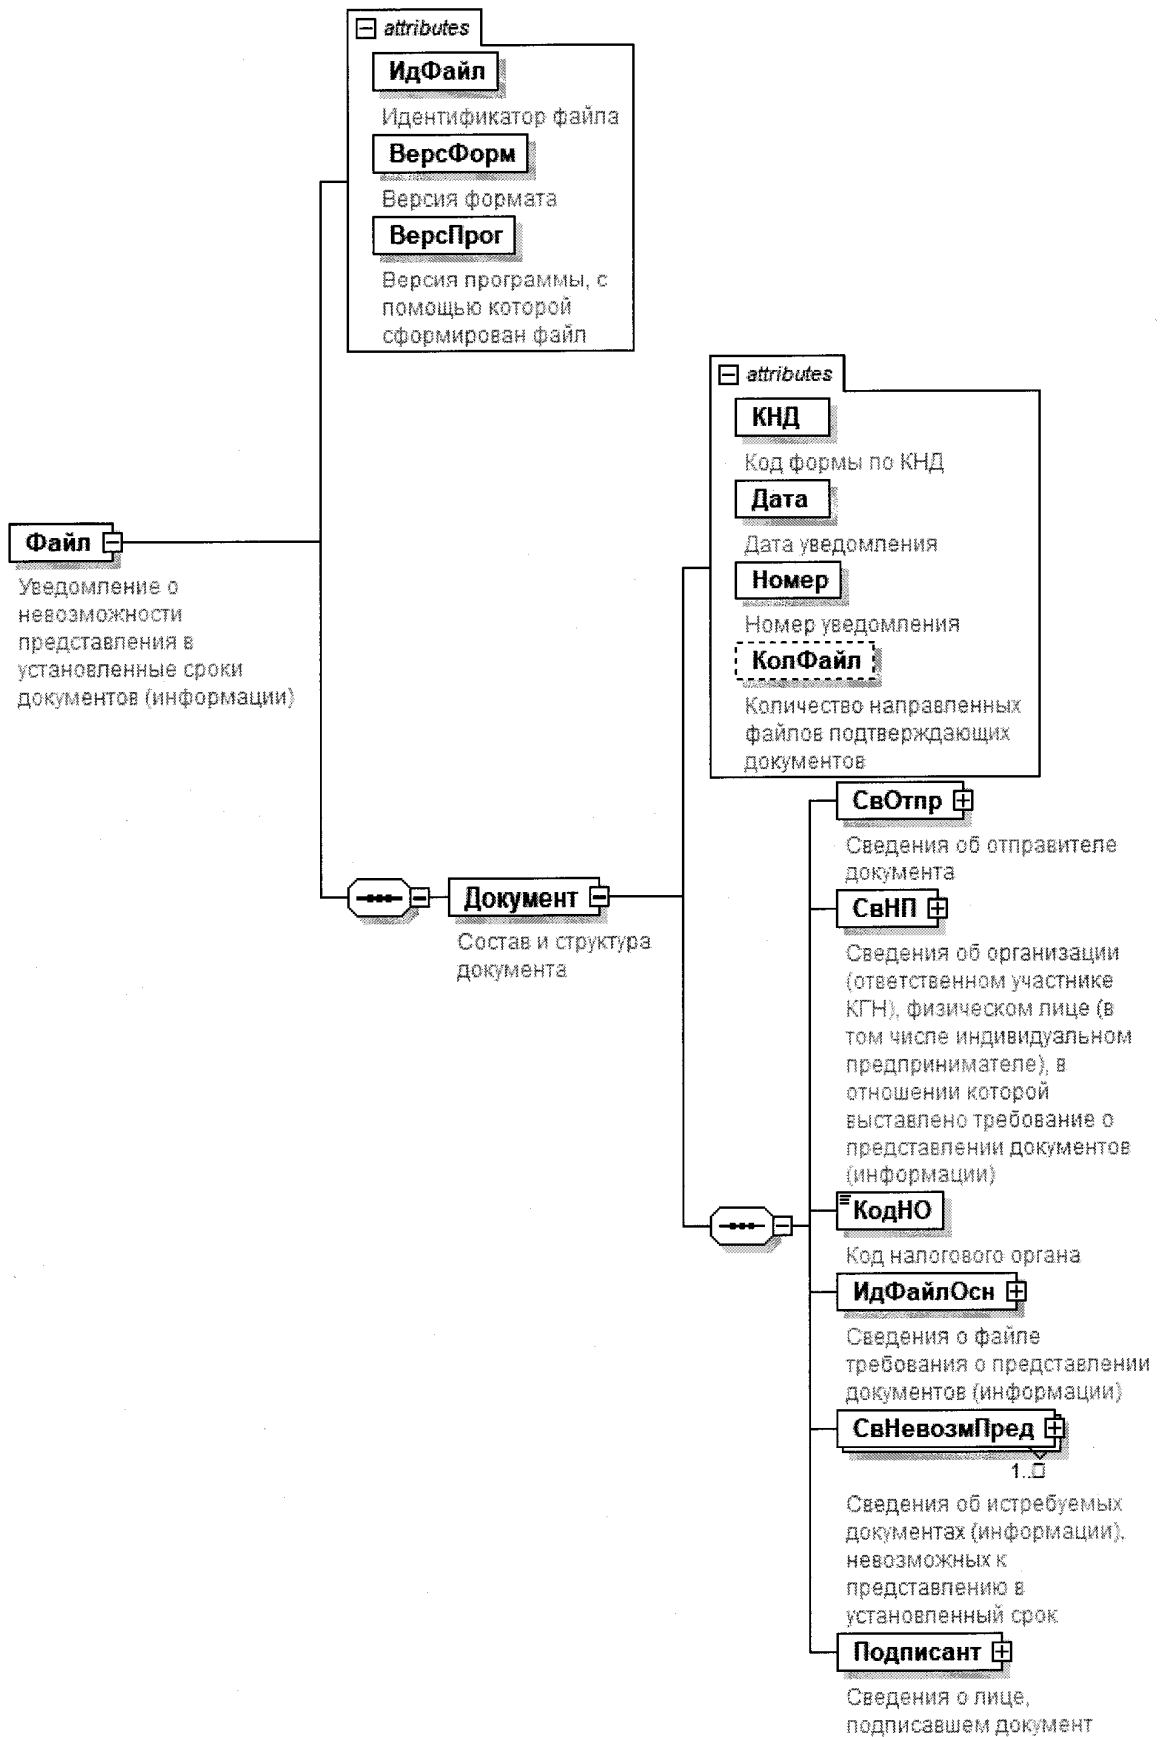 attributes
ИдФайл
Идентификатор файла
ВерсФорм
Версия формата
ВерсПрог
Версия программы, с
помощью которой
сформирован файл
Файл
Уведомление о
невозможности
представления в
установленные сроки
документов (информации)
attributes
КНД
Код формы по КНД
Дата
Дата уведомления
Номер
Номер уведомления
КолФайл
Количество направленных
файлов подтверждающих
документов
Документ
Состав и структура
документа
СвОтпр
Сведения об отправителе
документа
СвНП
Сведения об организации
(ответственном участнике
КГН), физическом лице (в
том числе индивидуальном
предпринимателе), в
отношении которой
выставлено требование о
представлении документов
(информации)
КодНО
Код налогового органа
ИдФайлОсн
Сведения о файле
требования о представлении
документов (информации)
СвНевозмПред
1..
Сведения об истребуемых
документах (информации),
невозможных к
представлению в
установленный срок
Подписант
Сведения о лице,
подписавшем документ